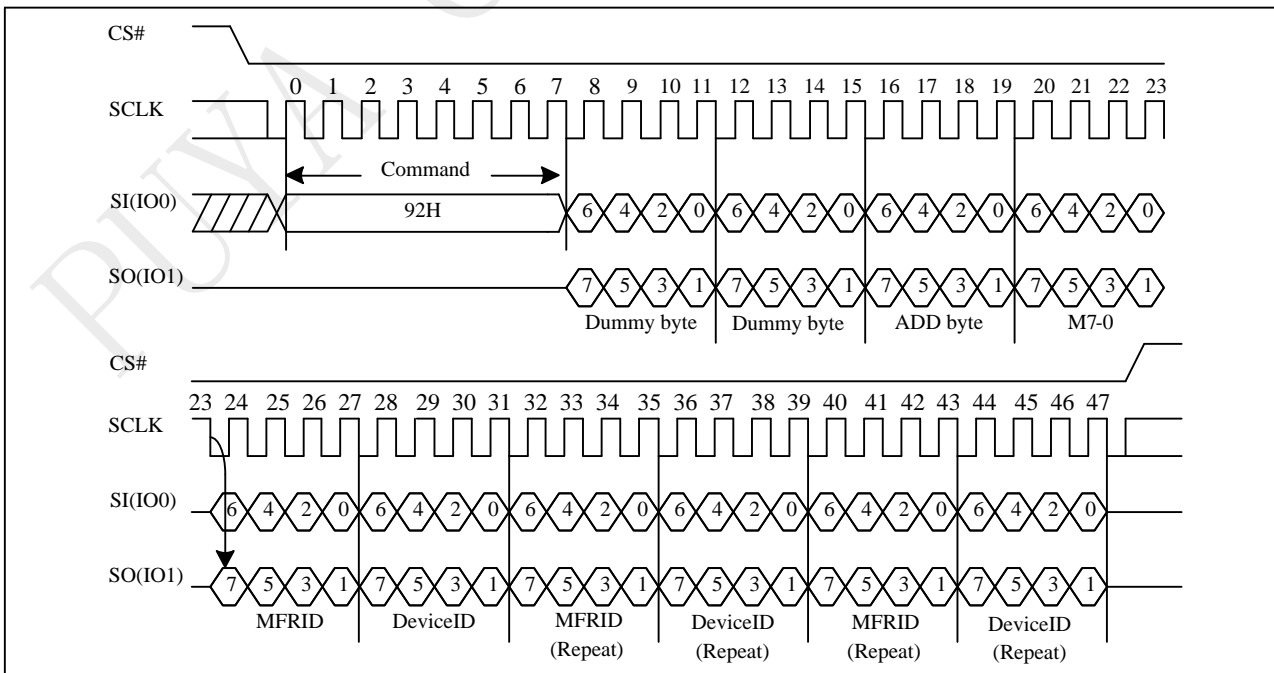 PUYA
CS#
0 1 2 3 4 5 6 7 8 9 10 11 12 13 14 15 16 17 18 19 20 21 22 23
SCLK
Command
SI(IO0)
92H
6 4 2 0 6 4 2 0 6 4 2 0 6 4 2 0
SO(IO1)
7 5 3 1 7 5 3 1 7 5 3 1 7 5 3 1
Dummy byte Dummy byte ADD byte M7-0
CS#
23 24 25 26 27 28 29 30 31 32 33 34 35 36 37 38 39 40 41 42 43 44 45 46 47
SCLK
SI(IO0)
6 4 2 0 6 4 2 0 6 4 2 0 6 4 2 0 6 4 2 0 6 4 2 0
SO(IO1)
7 5 3 1 7 5 3 1 7 5 3 1 7 5 3 1 7 5 3 1 7 5 3 1
MFRID DeviceID MFRID DeviceID MFRID DeviceID
(Repeat) (Repeat) (Repeat) (Repeat)